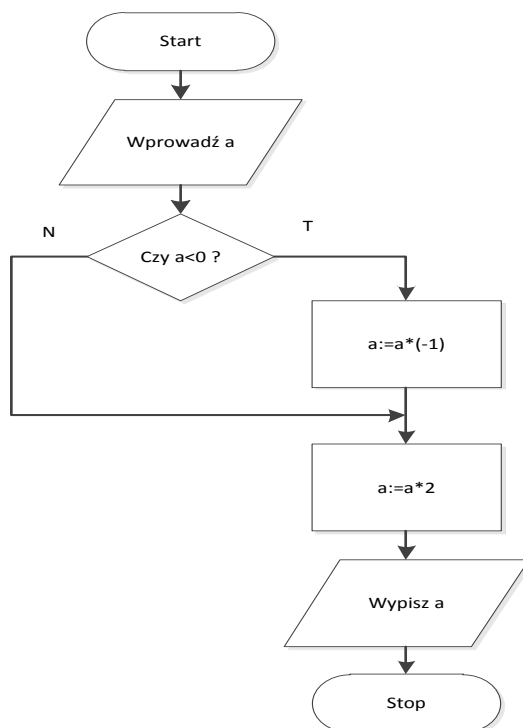 Start
Wprowadź a
N
T
Czy a<0 ?
a:=a*(-1)
a:=a*2
Wypisz a
Stop